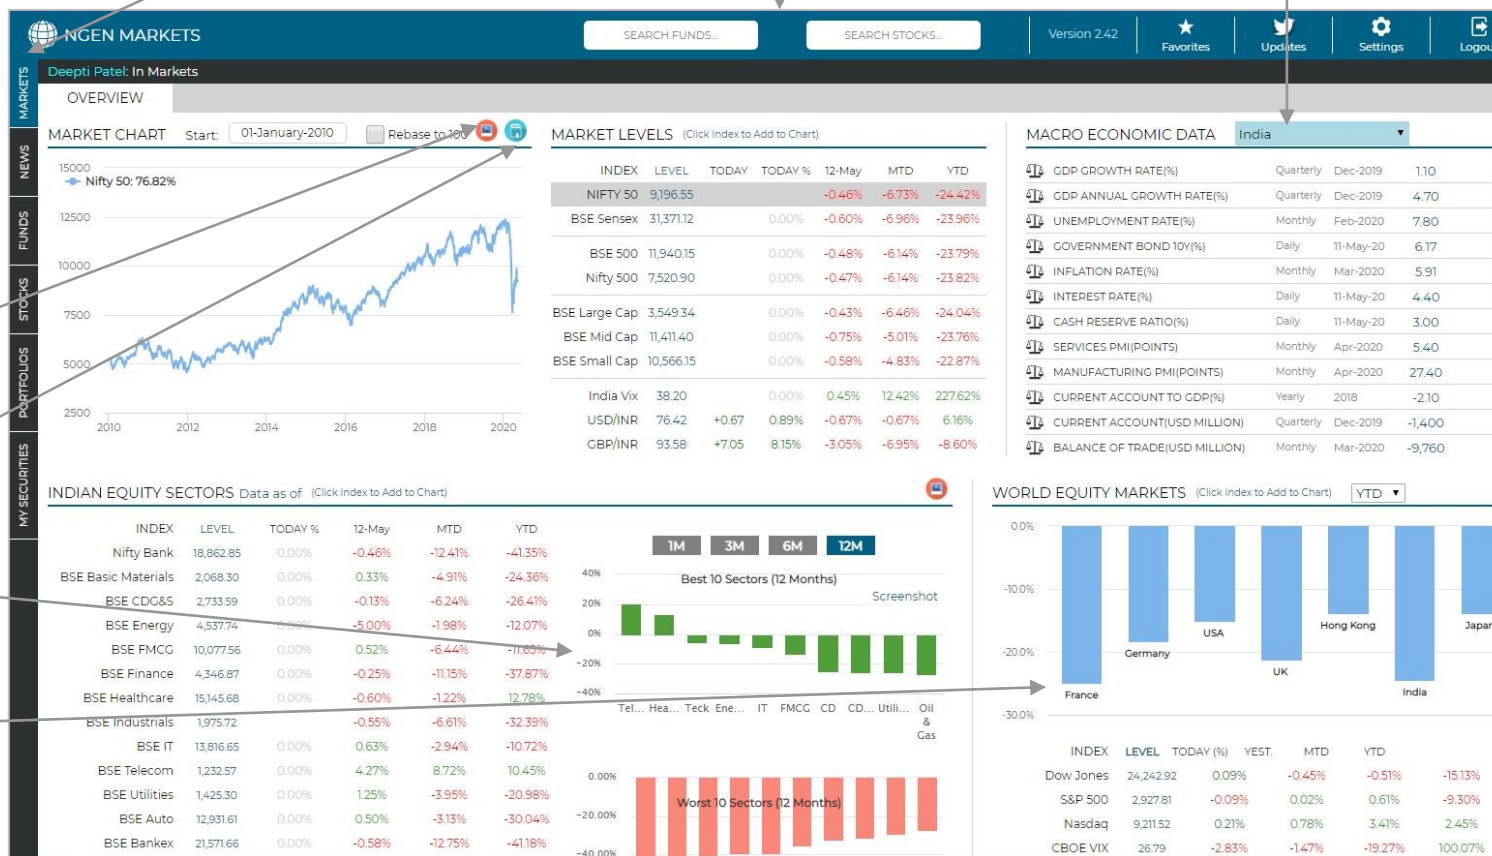 NGEN MARKETS
SEARCH FUNDS...
SEARCH STOCKS...
Version 2.42
Favorites
Updates
Settings
Deepti Patel: In Markets
OVERVIEW
MARKETS
NEWS
FUNDS
STOCKS
PORTFOLIOS
MY SECURITIES
MARKET CHART Start: 01-January-2010 Rebase to 100
15000
Nifty 50: 76.82%
12500
10000
7500
5000
2500
2010 2012 2014 2016 2018 2020
MARKET LEVELS (Click Index to Add to Chart)
INDEX LEVEL TODAY TODAY % 12-May MTD YTD
NIFTY 50 9,196.55 -0.46% -6.73% -24.42%
BSE Sensex 31,371.12 0.00% -0.60% -6.96% -23.96%
BSE 500 11,940.15 0.00% -0.48% -6.14% -23.79%
Nifty 500 7,520.90 0.00% -0.47% -6.14% -23.82%
BSE Large Cap 3,549.34 0.00% -0.43% -6.46% -24.04%
BSE Mid Cap 11,411.40 0.00% -0.75% -5.01% -23.76%
BSE Small Cap 10,566.15 0.00% -0.58% -4.83% -22.87%
India Vix 38.20 0.00% 0.45% 12.42% 227.62%
USD/INR 76.42 +0.67 0.89% -0.67% -0.67% 6.16%
GBP/INR 93.58 +7.05 8.15% -3.05% -6.95% -8.60%
MACRO ECONOMIC DATA India
GDP GROWTH RATE(%) Quarterly Dec-2019 1.10
GDP ANNUAL GROWTH RATE(%) Quarterly Dec-2019 4.70
UNEMPLOYMENT RATE(%) Monthly Feb-2020 7.80
GOVERNMENT BOND 10Y(%) Daily 11-May-20 6.17
INFLATION RATE(%) Monthly Mar-2020 5.91
INTEREST RATE(%) Daily 11-May-20 4.40
CASH RESERVE RATIO(%) Daily 11-May-20 3.00
SERVICES PMI(POINTS) Monthly Apr-2020 5.40
MANUFACTURING PMI(POINTS) Monthly Apr-2020 27.40
CURRENT ACCOUNT TO GDP(%) Yearly 2018 -2.10
CURRENT ACCOUNT(USD MILLION) Quarterly Dec-2019 -1,400
BALANCE OF TRADE(USD MILLION) Monthly Mar-2020 -9,760
INDIAN EQUITY SECTORS Data as of (Click Index to Add to Chart)
INDEX LEVEL TODAY % 12-May MTD YTD
Nifty Bank 18,862.85 0.00% -0.46% -12.41% -41.35%
BSE Basic Materials 2,068.30 0.00% 0.33% -4.91% -24.36%
BSE CDG&S 2,733.59 0.00% -0.13% -6.24% -26.41%
BSE Energy 4,537.74 0.00% -5.00% -1.98% -12.07%
BSE FMCG 10,077.56 0.00% 0.52% -6.44% -11.65%
BSE Finance 4,346.87 0.00% -0.25% -11.15% -37.87%
BSE Healthcare 15,145.68 0.00% -0.60% -1.22% 12.78%
BSE Industrials 1,975.72 -0.55% -6.61% -32.39%
BSE IT 13,816.65 0.00% 0.63% -2.94% -10.72%
BSE Telecom 1,232.57 0.00% 4.27% 8.72% 10.45%
BSE Utilities 1,425.30 0.00% 1.25% -3.95% -20.98%
BSE Auto 12,931.61 0.00% 0.50% -3.13% -30.04%
BSE Bankex 21,571.66 0.00% -0.58% -12.75% -41.18%
1M 3M 6M 12M
Best 10 Sectors (12 Months)
Screenshot
40%
20%
0%
-20%
-40%
Tel... Hea... Teck Ene... IT FMCG CD CD... Utili... Oil & Gas
Worst 10 Sectors (12 Months)
0.00%
-20.00%
-40.00%
WORLD EQUITY MARKETS (Click Index to Add to Chart) YTD
0.0%
-10.0%
-20.0%
-30.0%
France Germany USA UK Hong Kong India
INDEX LEVEL TODAY (%) YEST. MTD YTD
Dow Jones 24,242.92 0.09% -0.45% -0.51% -15.13%
S&P 500 2,927.81 -0.09% 0.02% 0.61% -9.30%
Nasdaq 9,211.52 0.21% 0.78% 3.41% 2.45%
CBOE VIX 26.79 -2.83% -1.47% -19.27% 100.07%